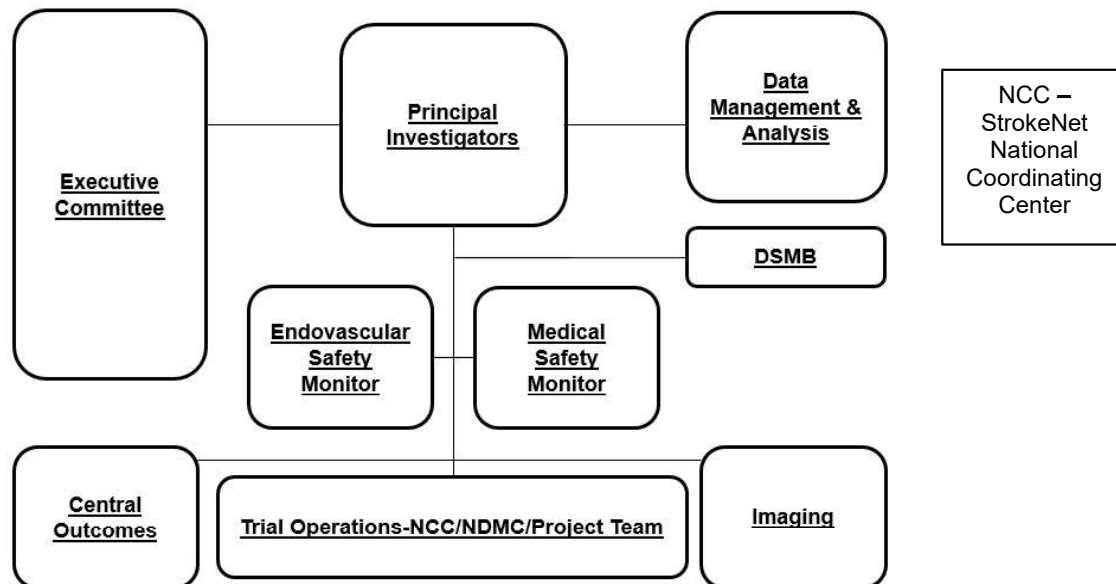 Executive
Committee
Principal
Investigators
Data
Management &
Analysis
NCC –
StrokeNet
National
Coordinating
Center
DSMB
Endovascular
Safety
Monitor
Medical
Safety
Monitor
Central
Outcomes
Trial Operations-NCC/NDMC/Project Team
Imaging